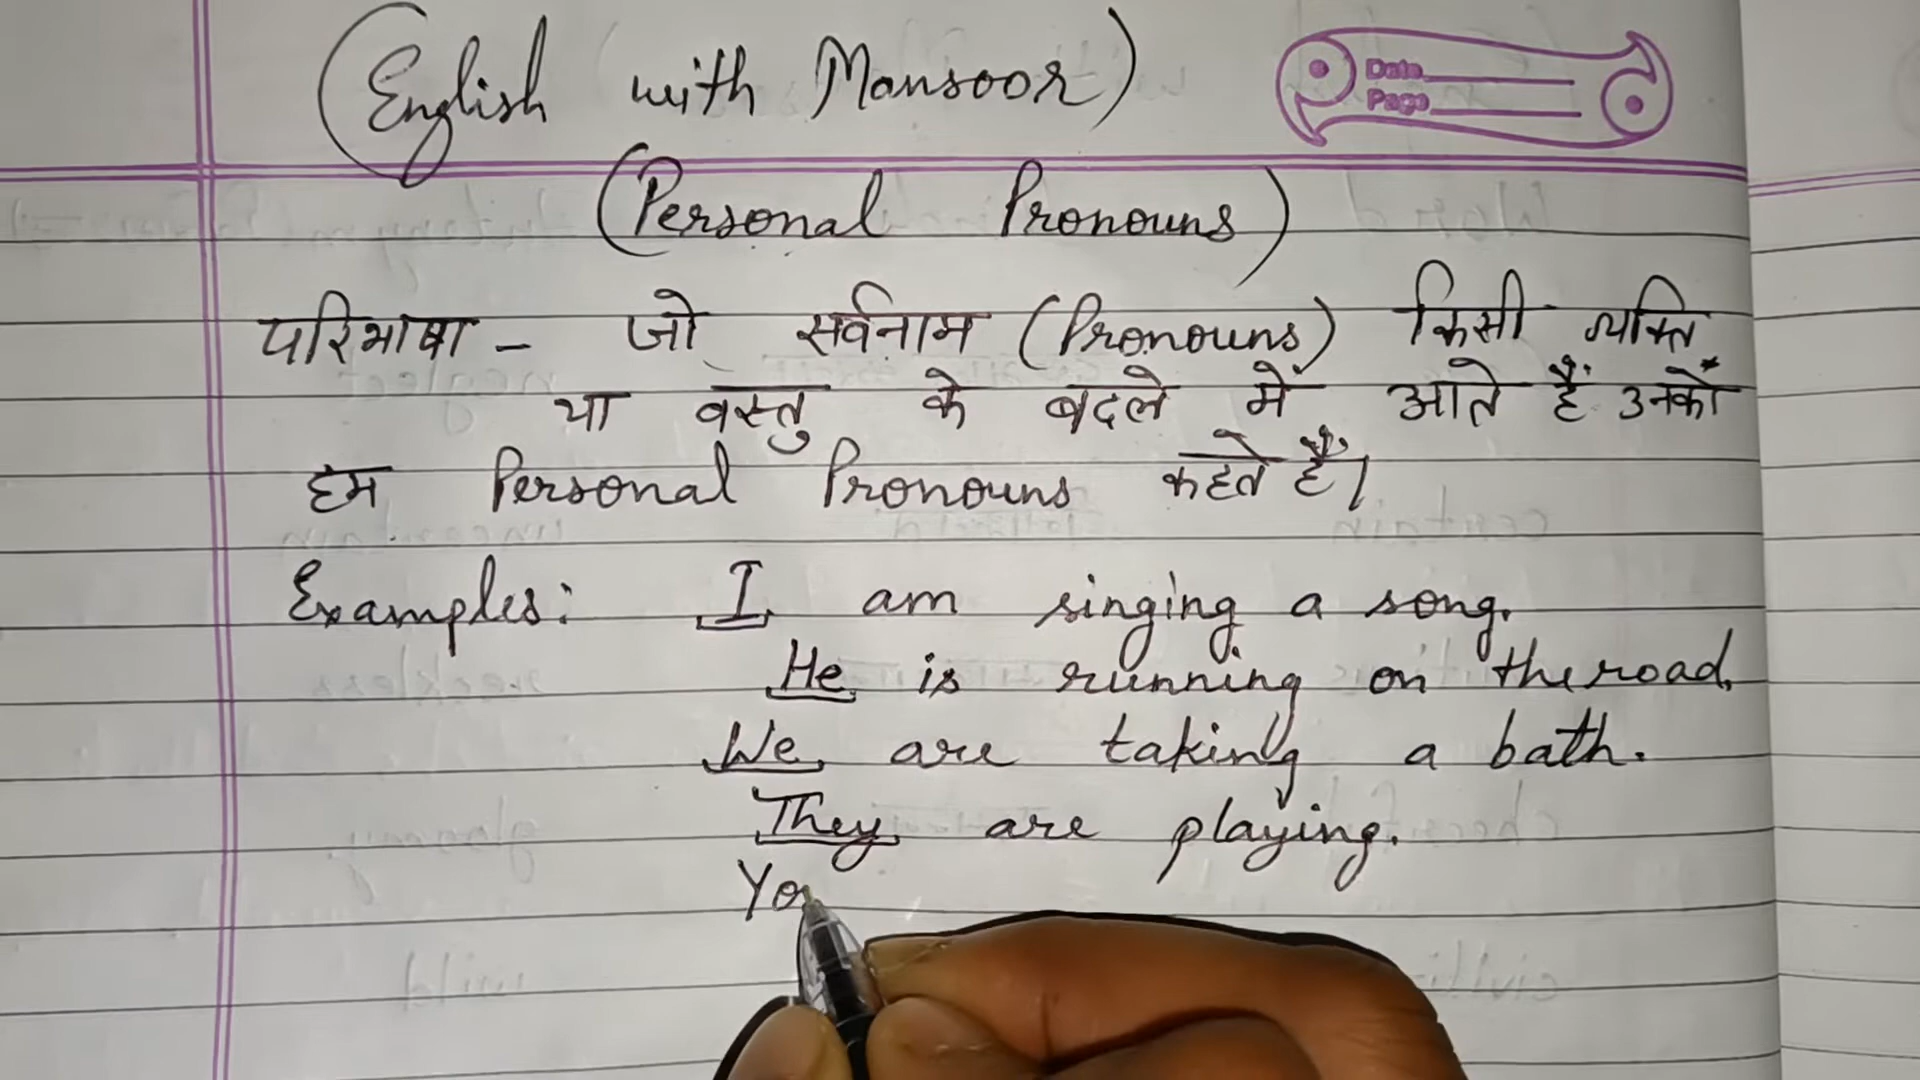 (English with Mansoor)
Date
Page
(Personal Pronouns)
परिभाषा - जो सर्वनाम (Pronouns) किसी व्यक्ति
या वस्तु के बदले में आते हैं उनको
हम Personal Pronouns कहते हैं।
Examples: I am singing a song.
He is running on the road.
We are taking a bath.
They are playing.
Yo